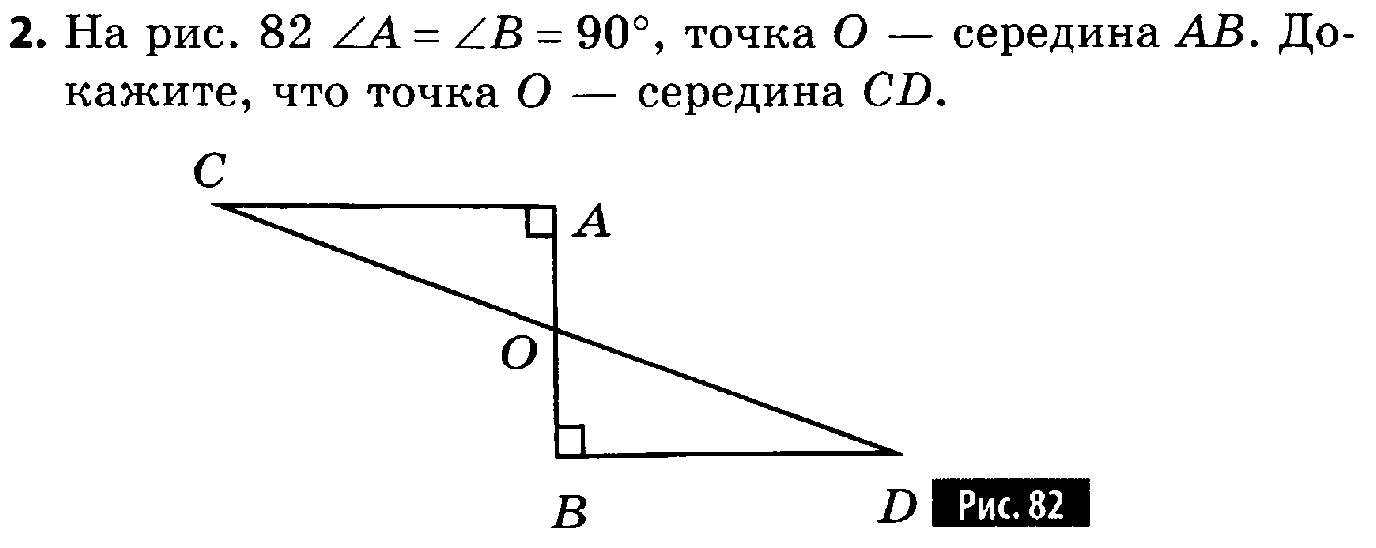 2. На рис. 82 ∠A = ∠B = 90°, точка O — середина AB. До-
кажите, что точка O — середина CD.
C
A
O
B
D
Рис. 82